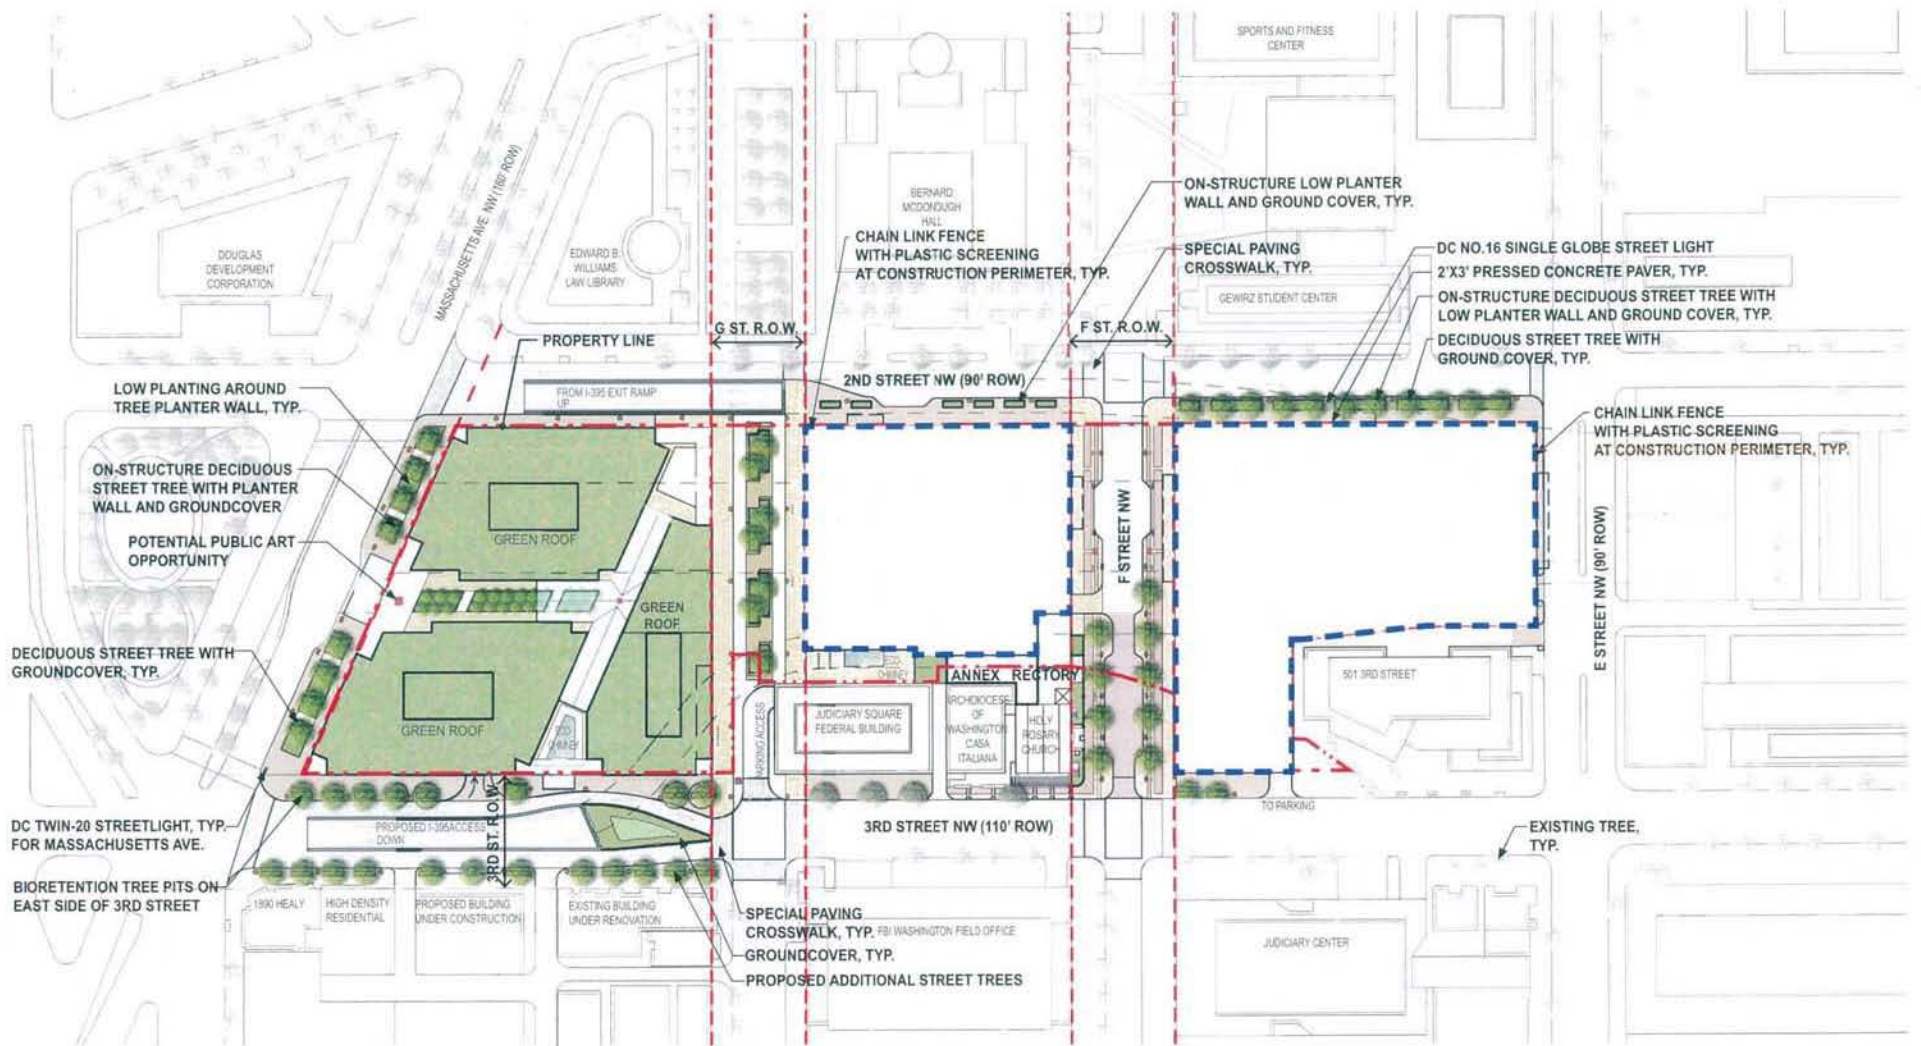 SPORTS AND FITNESS
CENTER
MASSACHUSETTS AVE NW (160' ROW)
BERNARD
MCDONOUGH
HALL
ON-STRUCTURE LOW PLANTER
WALL AND GROUND COVER, TYP.
CHAIN LINK FENCE
WITH PLASTIC SCREENING
AT CONSTRUCTION PERIMETER, TYP.
SPECIAL PAVING
CROSSWALK, TYP.
DC NO.16 SINGLE GLOBE STREET LIGHT
2'X3' PRESSED CONCRETE PAVER, TYP.
ON-STRUCTURE DECIDUOUS STREET TREE WITH
LOW PLANTER WALL AND GROUND COVER, TYP.
DECIDUOUS STREET TREE WITH
GROUND COVER, TYP.
DOUGLAS
DEVELOPMENT
CORPORATION
EDWARD B.
WILLIAMS
LAW LIBRARY
GEWIRZ STUDENT CENTER
G ST. R.O.W.
F ST. R.O.W.
PROPERTY LINE
2ND STREET NW (90' ROW)
FROM I-395 EXIT RAMP
UP
LOW PLANTING AROUND
TREE PLANTER WALL, TYP.
CHAIN LINK FENCE
WITH PLASTIC SCREENING
AT CONSTRUCTION PERIMETER, TYP.
ON-STRUCTURE DECIDUOUS
STREET TREE WITH PLANTER
WALL AND GROUNDCOVER
POTENTIAL PUBLIC ART
OPPORTUNITY
GREEN ROOF
GREEN
ROOF
GREEN ROOF
F STREET NW
E STREET NW (90' ROW)
DECIDUOUS STREET TREE WITH
GROUNDCOVER, TYP.
ECO
CHIMNEY
ECO
CHIMNEY
ANNEX RECTORY
501 3RD STREET
PARKING ACCESS
JUDICIARY SQUARE
FEDERAL BUILDING
ARCHDIOCESE
OF
WASHINGTON
CASA
ITALIANA
HOLY
ROSARY
CHURCH
TO PARKING
DC TWIN-20 STREETLIGHT, TYP.
FOR MASSACHUSETTS AVE.
PROPOSED I-395 ACCESS
DOWN
3RD ST. R.O.W.
3RD STREET NW (110' ROW)
EXISTING TREE,
TYP.
BIORETENTION TREE PITS ON
EAST SIDE OF 3RD STREET
1990 HEALY
HIGH DENSITY
RESIDENTIAL
PROPOSED BUILDING
UNDER CONSTRUCTION
EXISTING BUILDING
UNDER RENOVATION
SPECIAL PAVING
CROSSWALK, TYP.
FBI WASHINGTON FIELD OFFICE
GROUNDCOVER, TYP.
PROPOSED ADDITIONAL STREET TREES
JUDICIARY CENTER